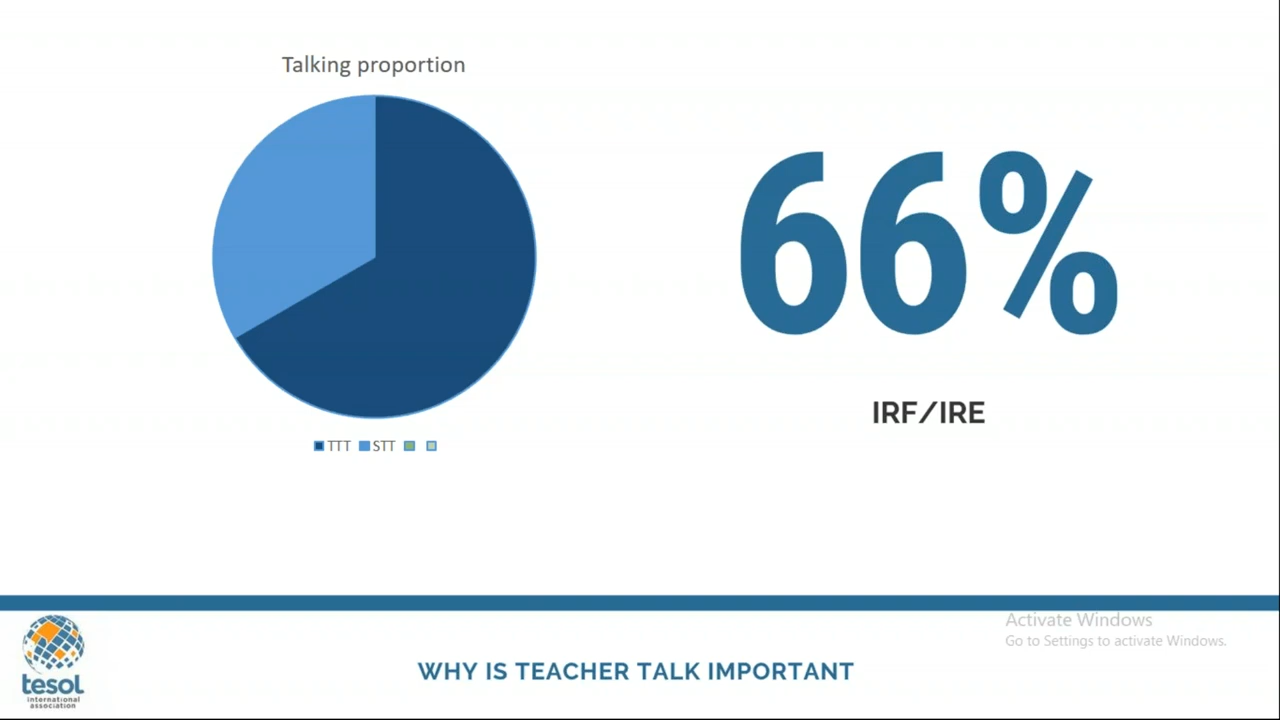 Talking proportion
66%
IRF/IRE
TTT STT
Activate Windows
Go to Settings to activate Windows.
WHY IS TEACHER TALK IMPORTANT
tesol
international
association